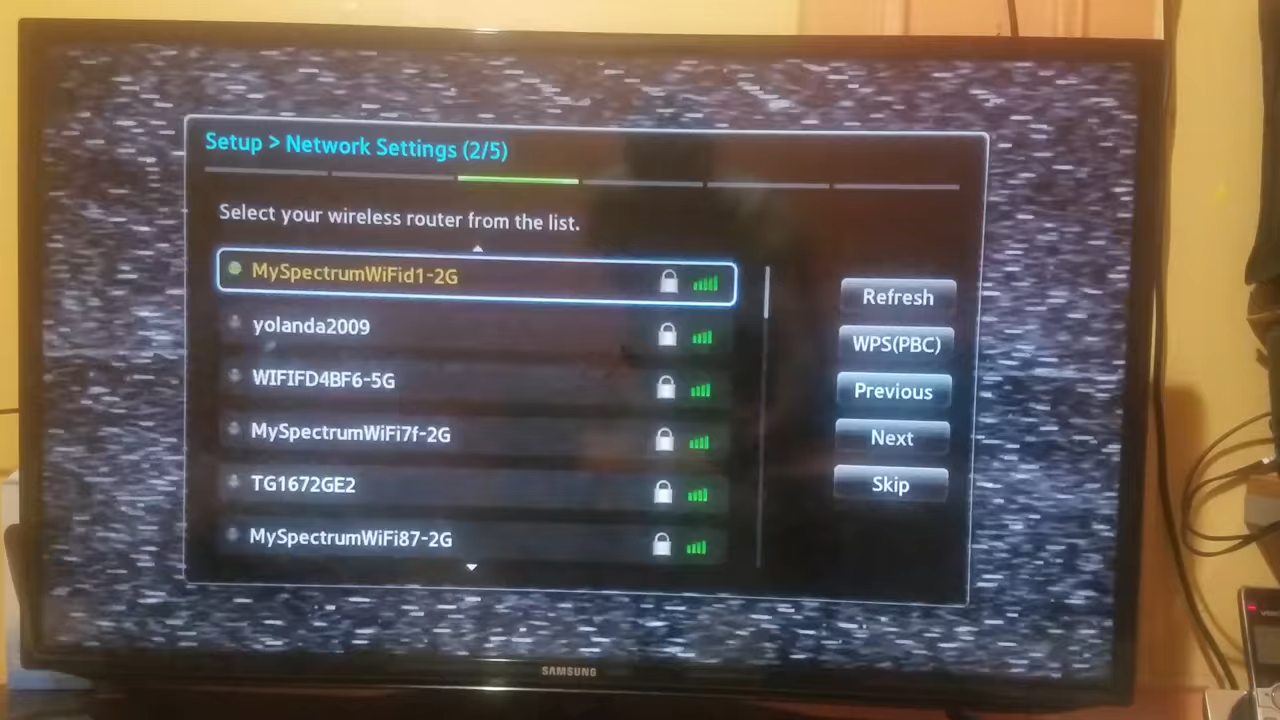 Setup > Network Settings (2/5)
Select your wireless router from the list.
MySpectrumWiFid1-2G
yolanda2009
WIFIFD4BF6-5G
MySpectrumWiFi7f-2G
TG1672GE2
MySpectrumWiFi87-2G
Refresh
WPS(PBC)
Previous
Next
Skip
SAMSUNG